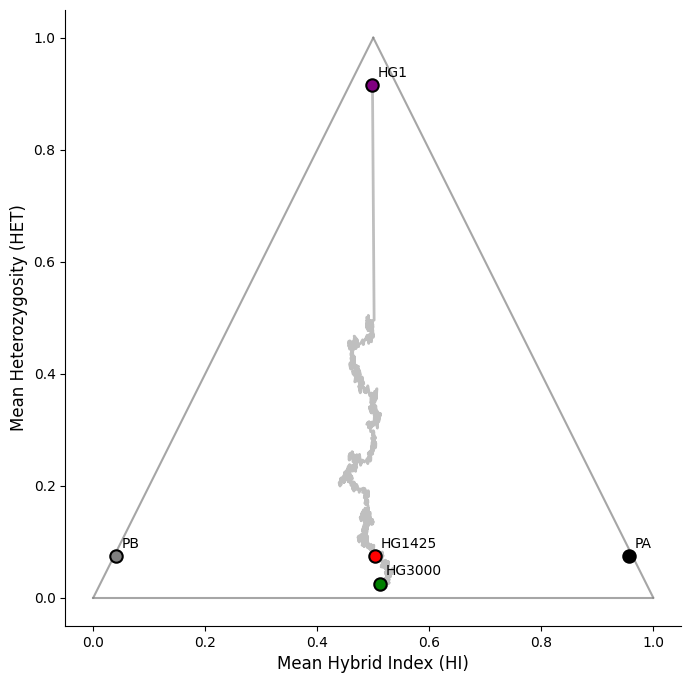 1.0
HG1
0.8
0.6
Mean Heterozygosity (HET)
0.4
0.2
PB
HG1425
PA
HG3000
0.0
0.0 0.2 0.4 0.6 0.8 1.0
Mean Hybrid Index (HI)